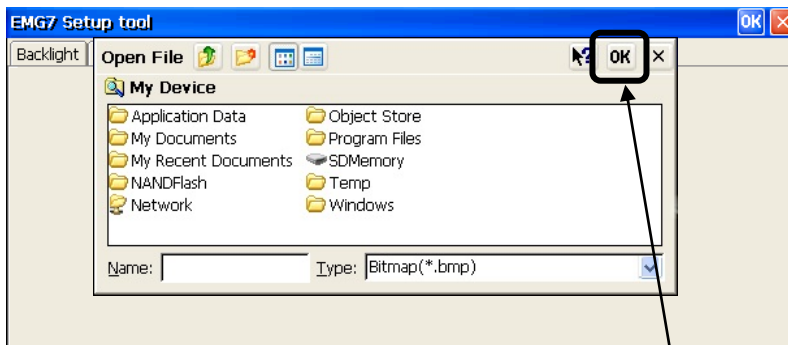 EMG7 Setup tool OK
Backlight
Open File OK
My Device
Application Data Object Store
My Documents Program Files
My Recent Documents SDMemory
NANDFlash Temp
Network Windows
Name: Type: Bitmap(*.bmp)